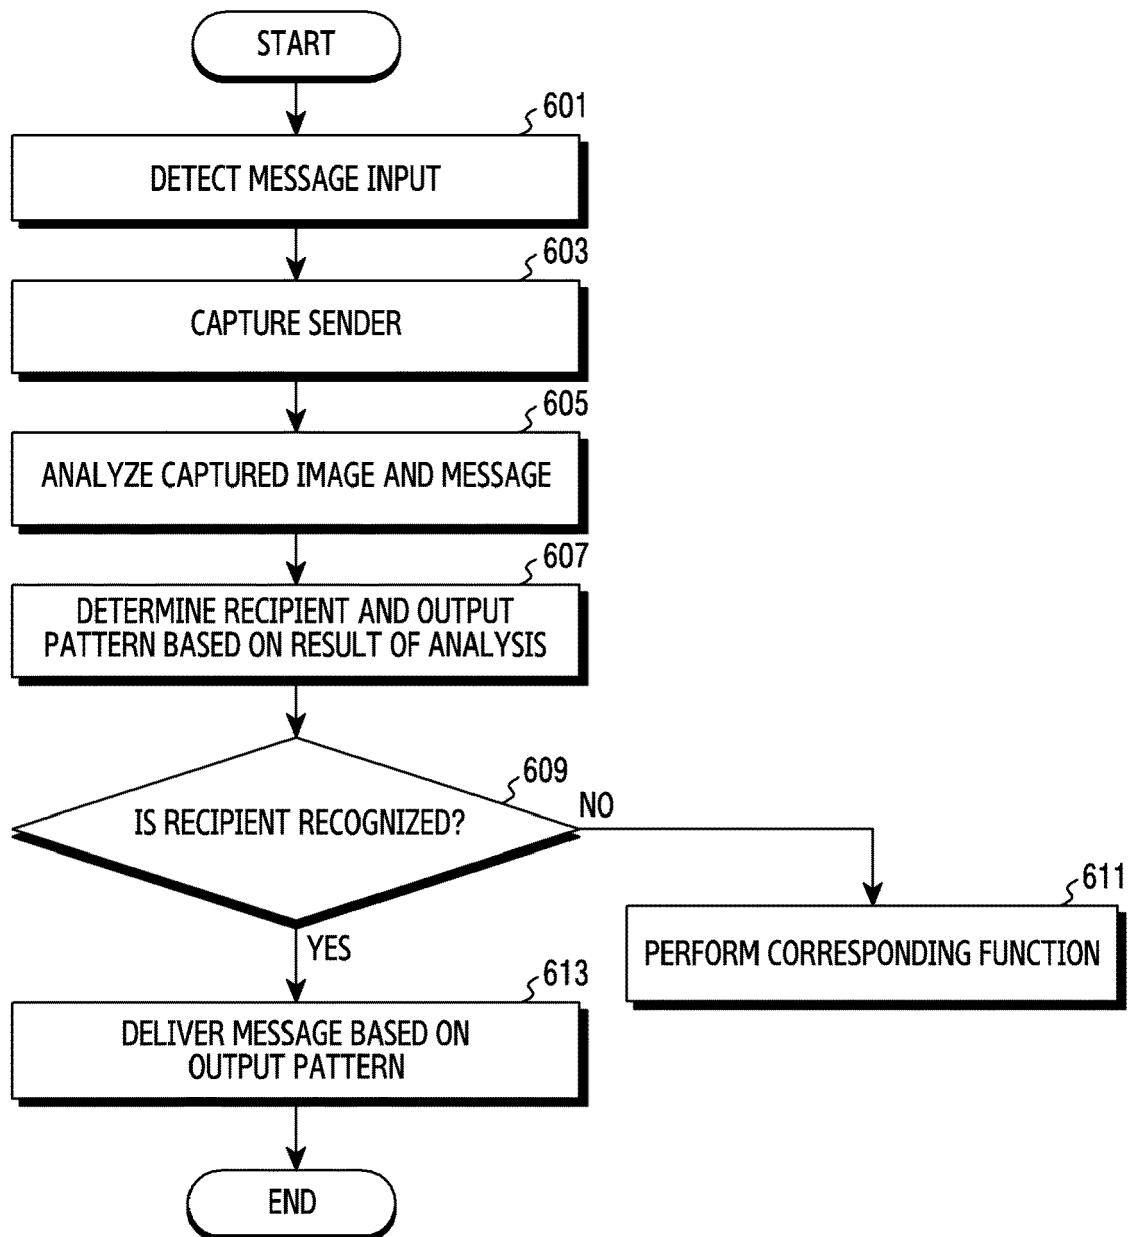 START
601
DETECT MESSAGE INPUT
603
CAPTURE SENDER
605
ANALYZE CAPTURED IMAGE AND MESSAGE
607
DETERMINE RECIPIENT AND OUTPUT
PATTERN BASED ON RESULT OF ANALYSIS
609
IS RECIPIENT RECOGNIZED?
NO
611
PERFORM CORRESPONDING FUNCTION
YES
613
DELIVER MESSAGE BASED ON
OUTPUT PATTERN
END